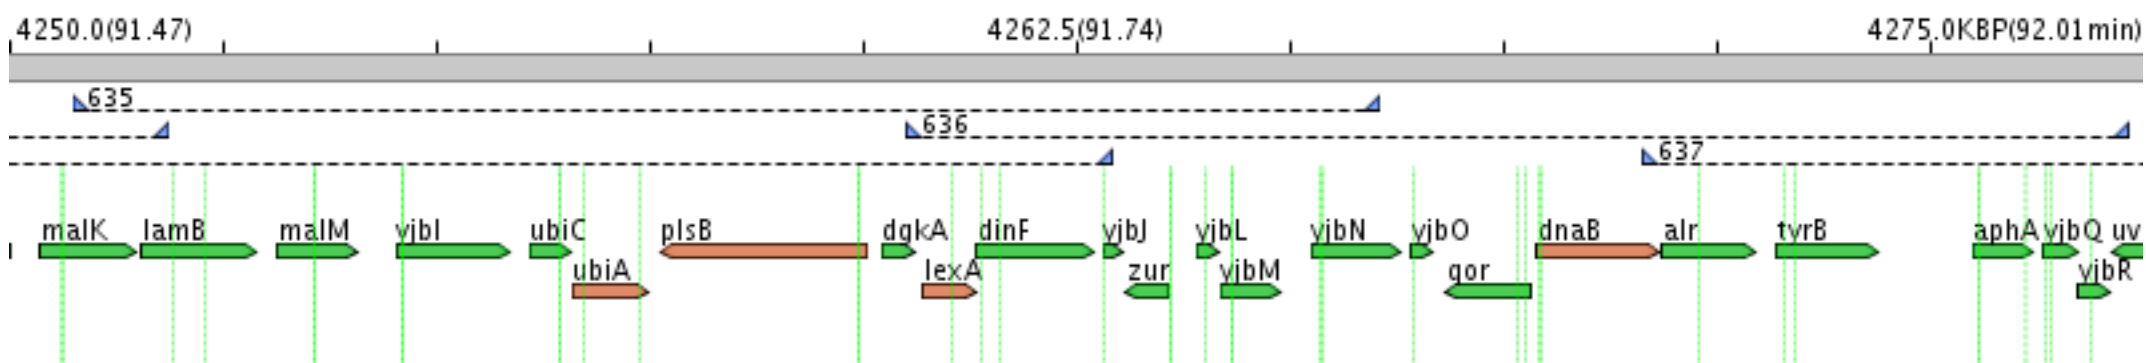 4250.0(91.47) 4262.5(91.74) 4275.0KBP(92.01min)
635
636
637
malK lamB malM yjbI ubiC plsB dgkA dinF yjbJ yjbL yjbN yjbO dnaB alr tyrB aphA yjbQ uv
ubiA lexA zur yjbM gor yjbR